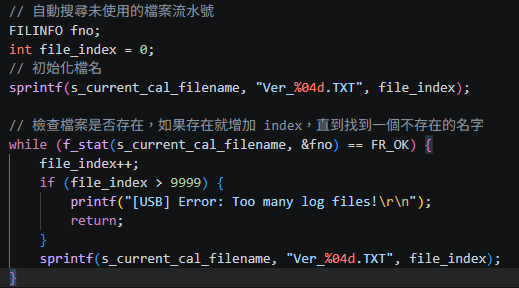 // 自動搜尋未使用的檔案流水號
FILINFO fno;
int file_index = 0;
// 初始化檔名
sprintf(s_current_cal_filename, "Ver_%04d.TXT", file_index);

// 檢查檔案是否存在，如果存在就增加 index，直到找到一個不存在的名字
while (f_stat(s_current_cal_filename, &fno) == FR_OK) {
    file_index++;
    if (file_index > 9999) {
        printf("[USB] Error: Too many log files!\r\n");
        return;
    }
    sprintf(s_current_cal_filename, "Ver_%04d.TXT", file_index);
}